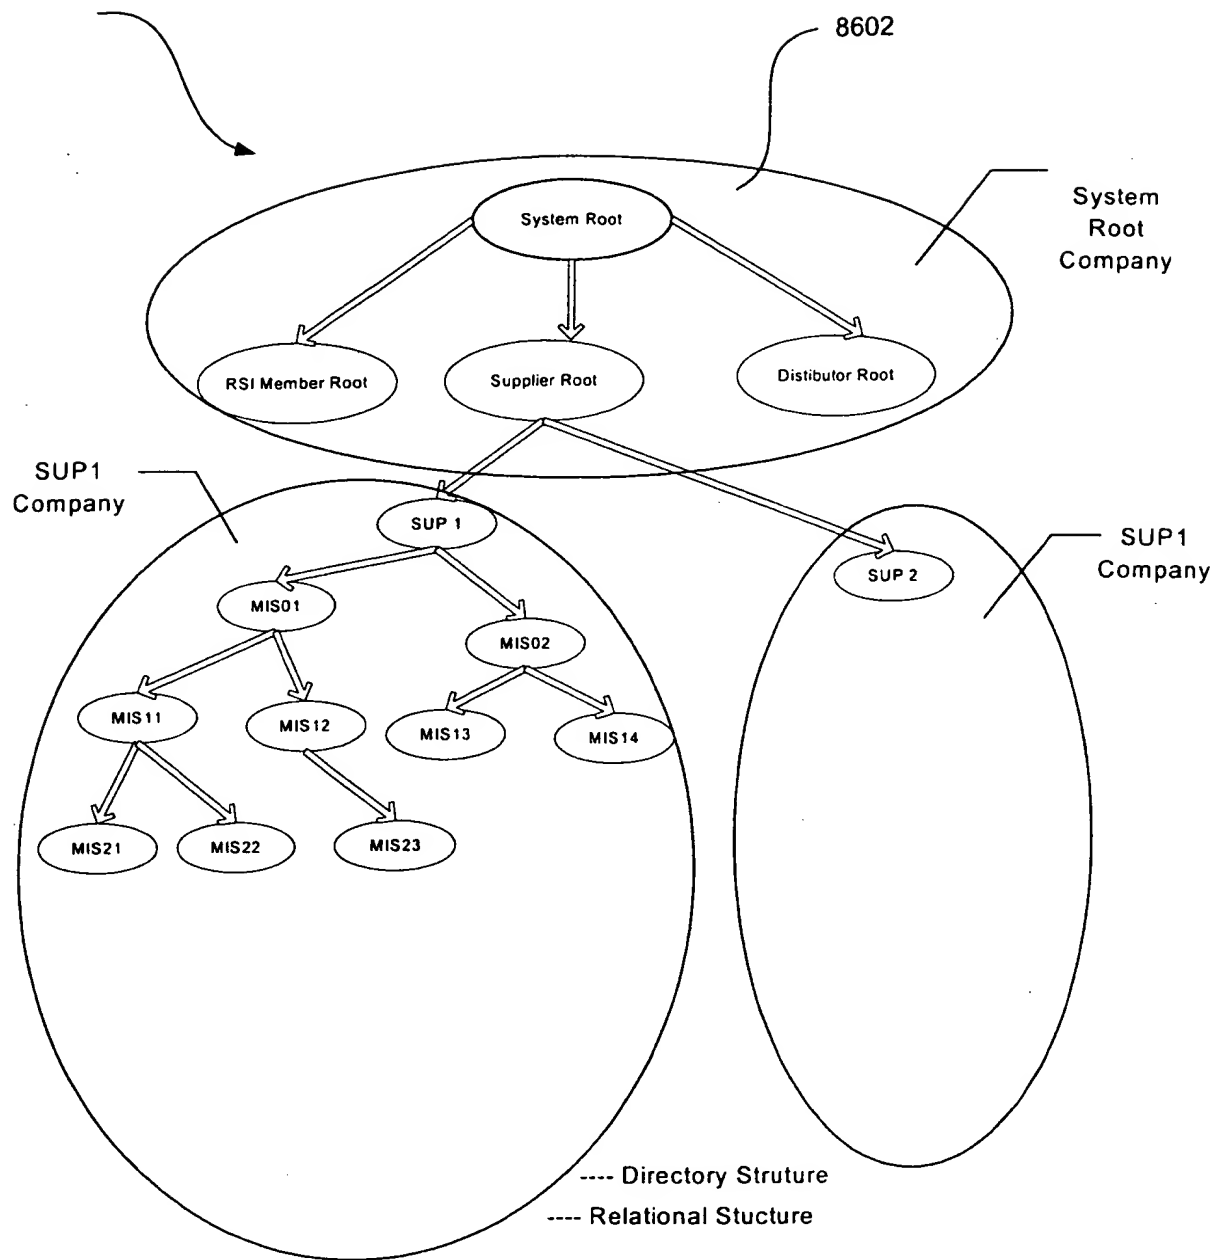 8602
System Root
System
Root
Company
RSI Member Root
Supplier Root
Distibutor Root
SUP1
Company
SUP 1
SUP1
Company
SUP 2
MIS01
MIS02
MIS11
MIS12
MIS13
MIS14
MIS21
MIS22
MIS23
---- Directory Struture
---- Relational Stucture